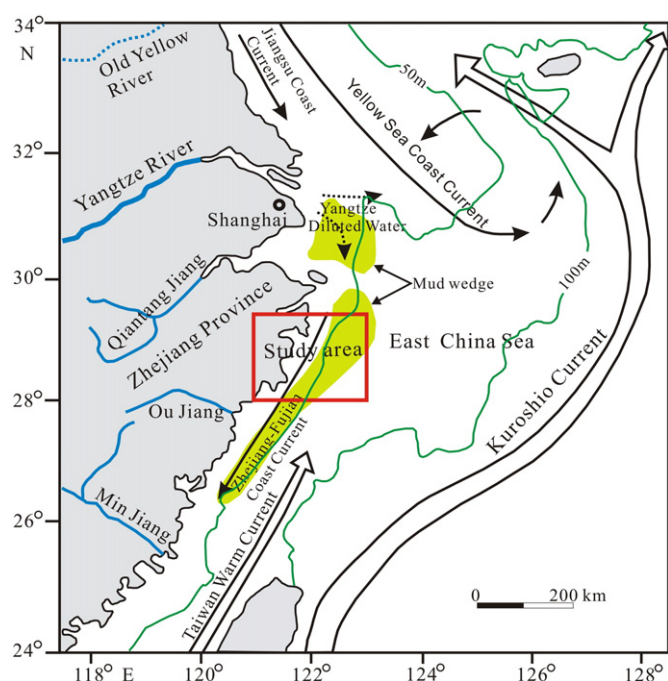 34°
N
32°
30°
28°
26°
24°
118° E
120°
122°
124°
126°
128°
Old Yellow
River
Jiangsu Coast
Current
50m
Yellow Sea Coast Current
Yangtze River
Shanghai
Yangtze
Diluted Water
Mud wedge
100m
Qiantang Jiang
Zhejiang Province
Study area
East China Sea
Kuroshio Current
Ou Jiang
Zhejiang-Fujian
Coast Current
Min Jiang
Taiwan Warm Current
0
200 km